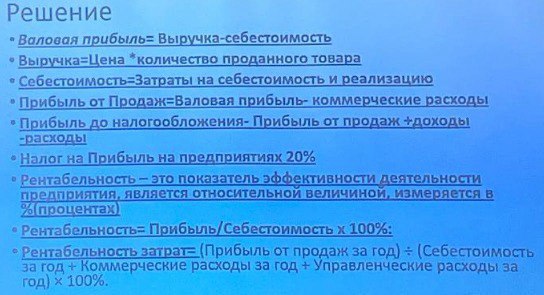 Решение
• Валовая прибыль= Выручка-себестоимость
• Выручка=Цена *количество проданного товара
• Себестоимость=Затраты на себестоимость и реализацию
• Прибыль от Продаж=Валовая прибыль- коммерческие расходы
• Прибыль до налогообложения- Прибыль от продаж +доходы
-расходы
• Налог на Прибыль на предприятиях 20%
• Рентабельность – это показатель эффективности деятельности
предприятия, является относительной величиной, измеряется в
%(процентах)
• Рентабельность= Прибыль/Себестоимость х 100%:
• Рентабельность затрат= (Прибыль от продаж за год) ÷ (Себестоимость
за год + Коммерческие расходы за год + Управленческие расходы за
год) × 100%.